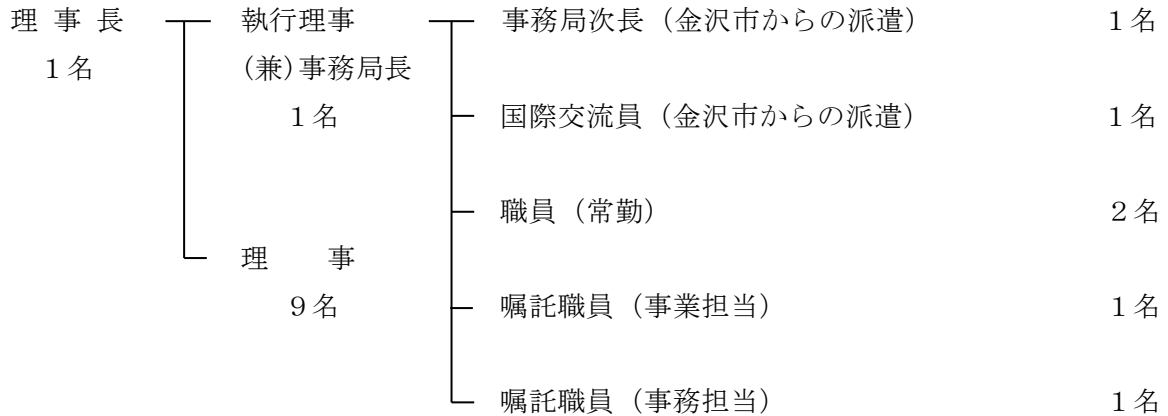 理 事 長 執行理事 事務局次長（金沢市からの派遣） １名
１名 (兼)事務局長
１名 国際交流員（金沢市からの派遣） １名
職員（常勤） ２名
理 事
９名 嘱託職員（事業担当） １名
嘱託職員（事務担当） １名